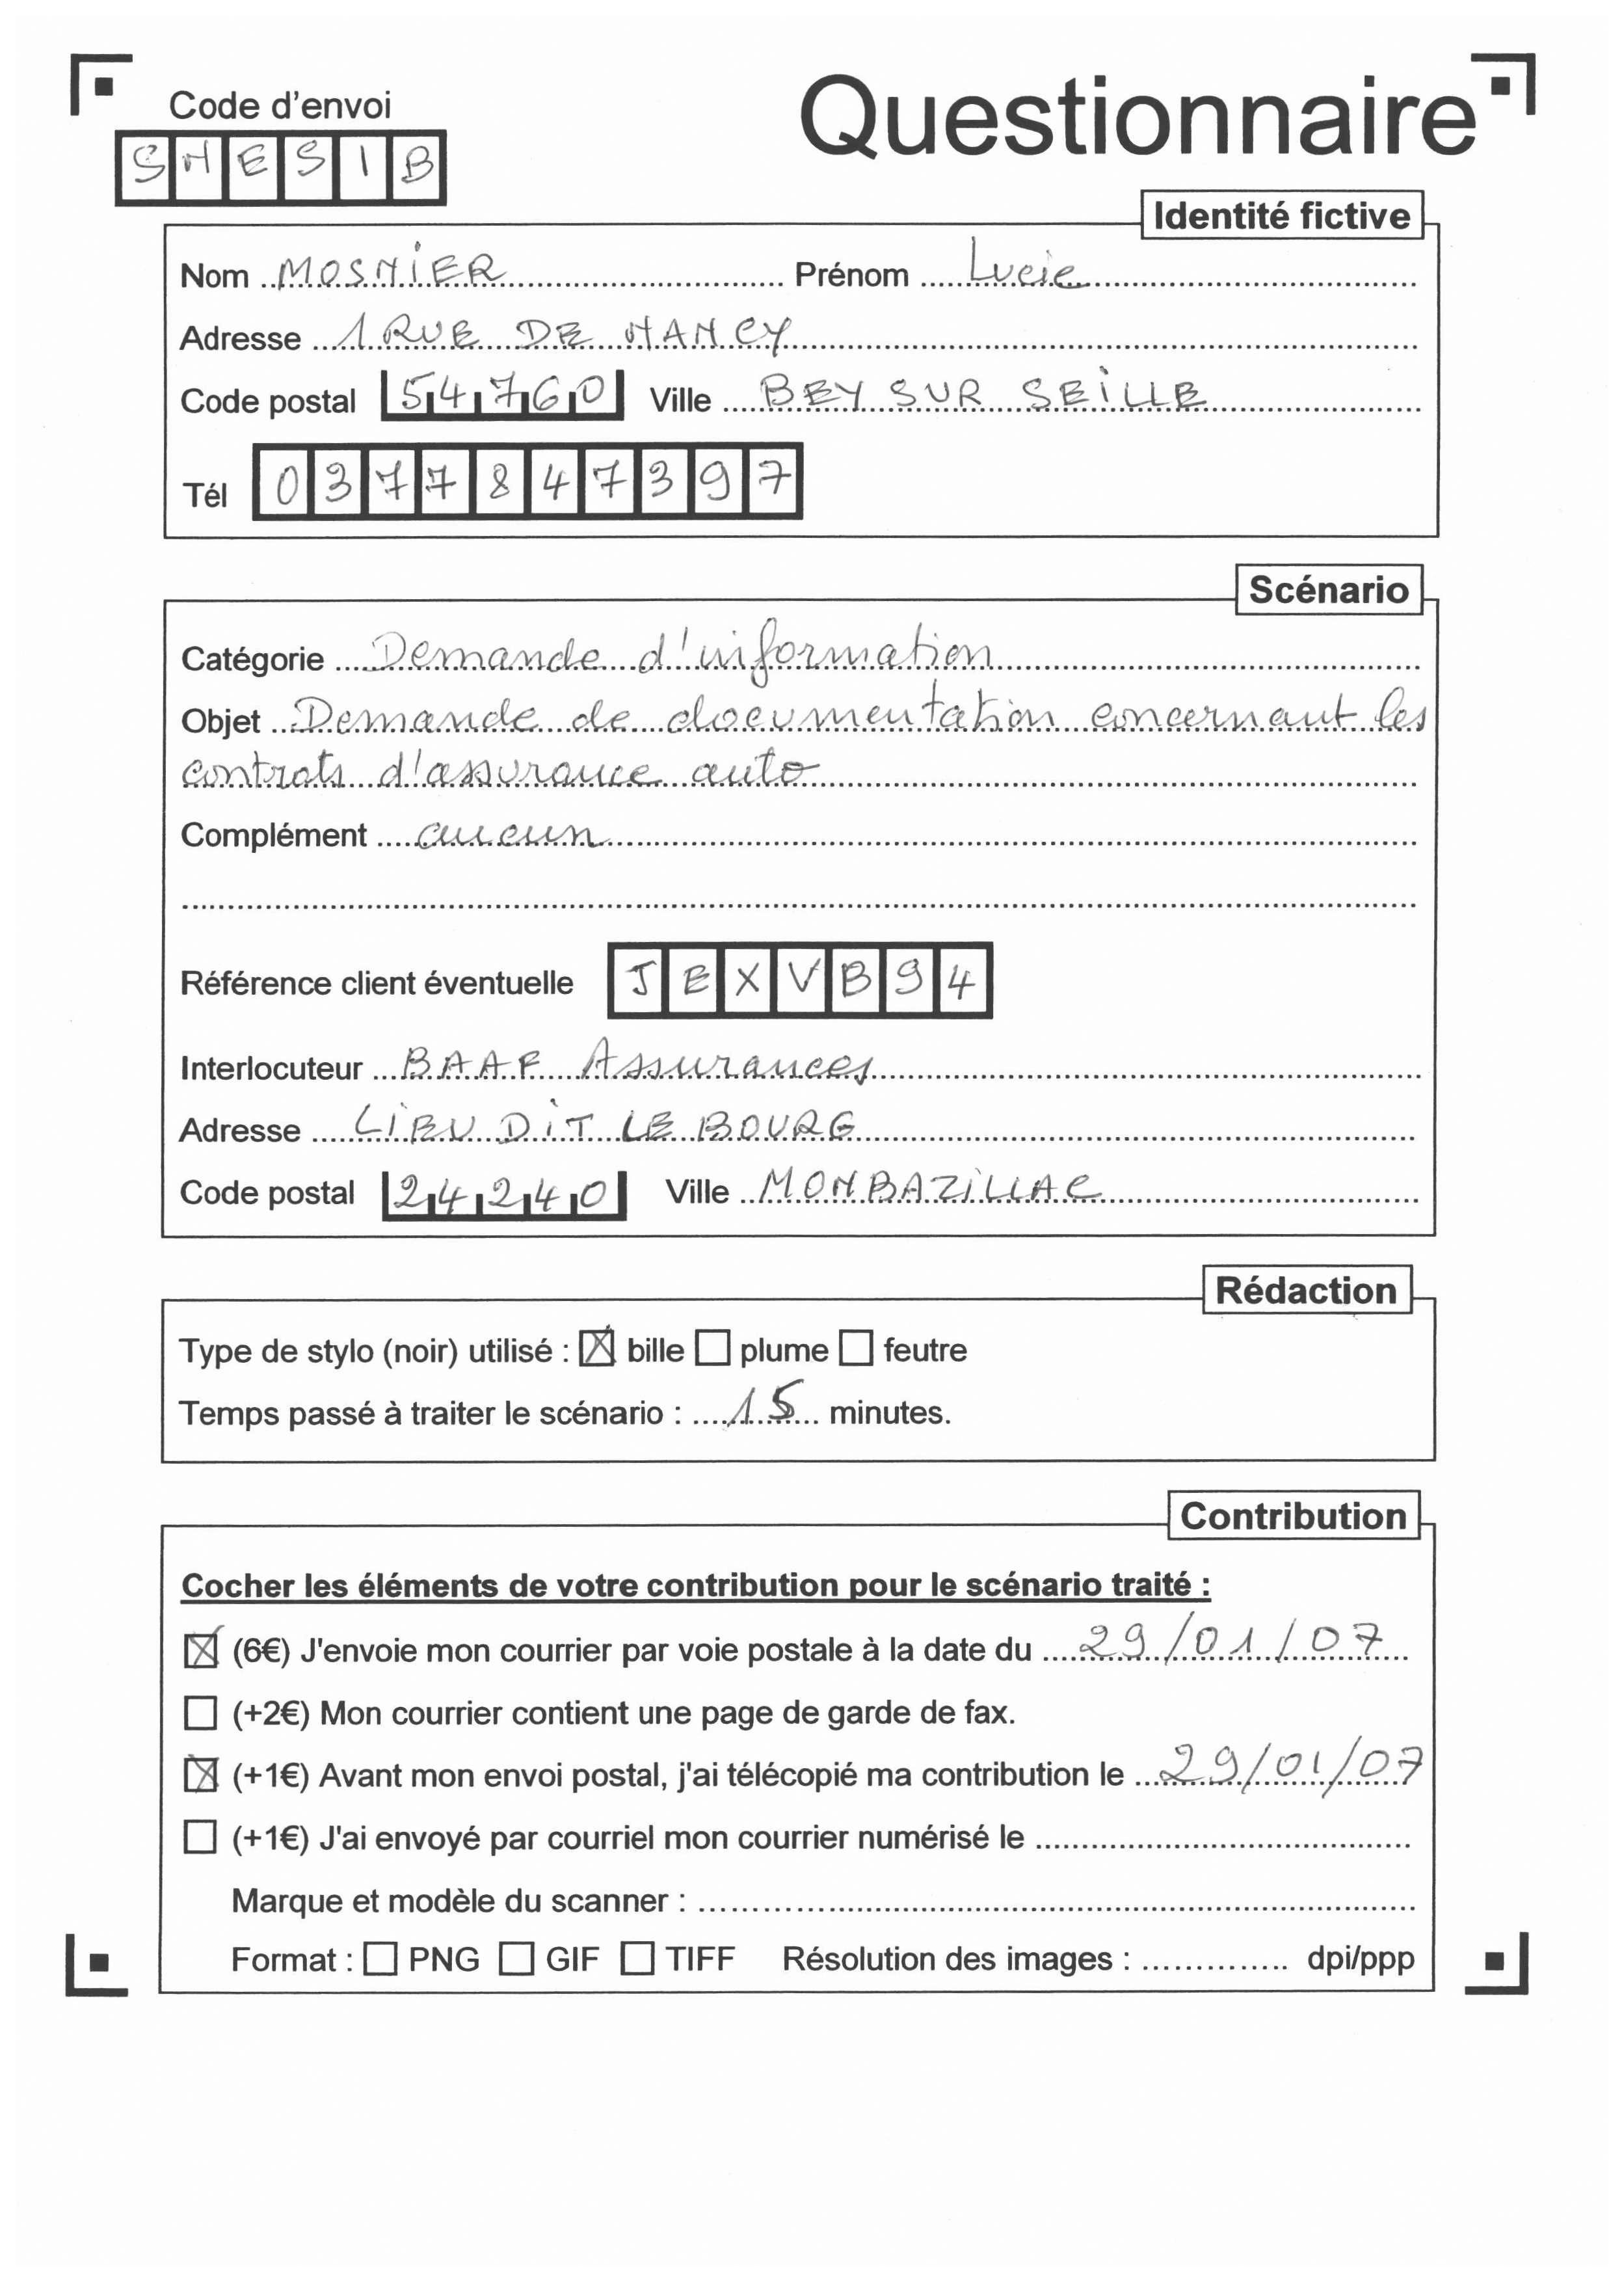 Code d'envoi
Questionnaire
SNES1B
Identité fictive
Nom MOSNIER Prénom Lucie
Adresse 1 RUE DE NANCY
Code postal 54760 Ville BEY SUR SEILLE
Tél 0377847397
Scénario
Catégorie Demande d'information
Objet Demande de documentation concernant les
contrats d'assurance auto
Complément aucun
Référence client éventuelle JEXVB94
Interlocuteur BAAF Assurances
Adresse LIEU DIT LE BOURG
Code postal 24240 Ville MONBAZILLAC
Rédaction
Type de stylo (noir) utilisé : ☒ bille ☐ plume ☐ feutre
Temps passé à traiter le scénario : 15 minutes.
Contribution
Cocher les éléments de votre contribution pour le scénario traité :
☒ (6€) J'envoie mon courrier par voie postale à la date du 29/01/07
☐ (+2€) Mon courrier contient une page de garde de fax.
☒ (+1€) Avant mon envoi postal, j'ai télécopié ma contribution le 29/01/07
☐ (+1€) J'ai envoyé par courriel mon courrier numérisé le
Marque et modèle du scanner :
Format : ☐ PNG ☐ GIF ☐ TIFF Résolution des images : dpi/ppp